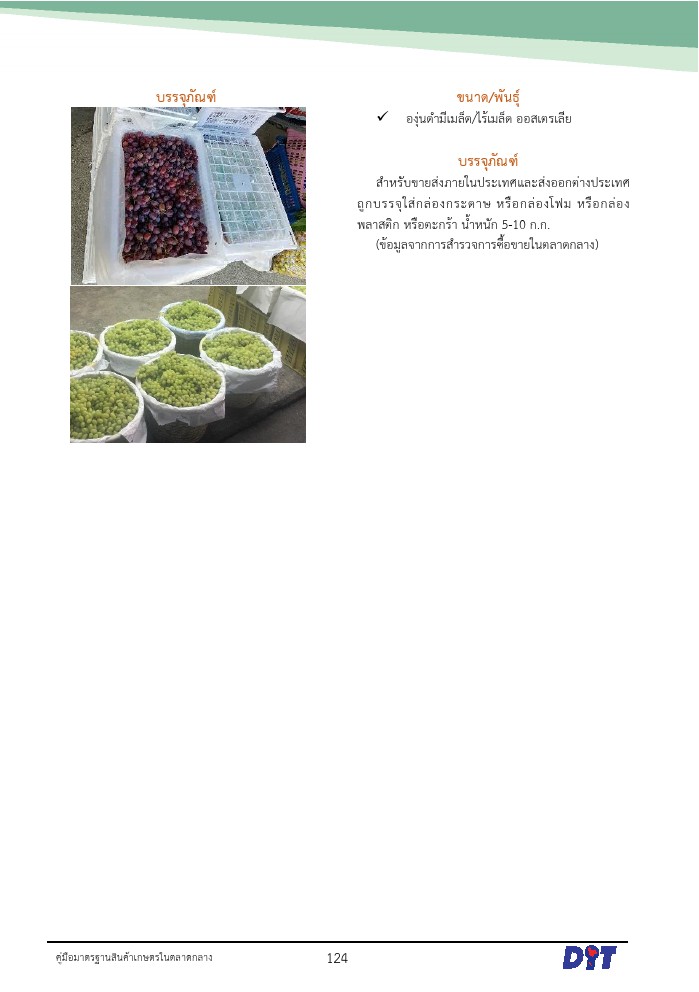 บรรจุภัณฑ์
ขนาด/พันธุ์
✓ องุ่นดำมีเมล็ด/ไร้เมล็ด ออสเตรเลีย
บรรจุภัณฑ์
สำหรับขายส่งภายในประเทศและส่งออกต่างประเทศ
ถูกบรรจุใส่กล่องกระดาษ หรือกล่องโฟม หรือกล่อง
พลาสติก หรือตะกร้า น้ำหนัก 5-10 ก.ก.
(ข้อมูลจากการสำรวจการซื้อขายในตลาดกลาง)
คู่มือมาตรฐานสินค้าเกษตรในตลาดกลาง
124
DIT